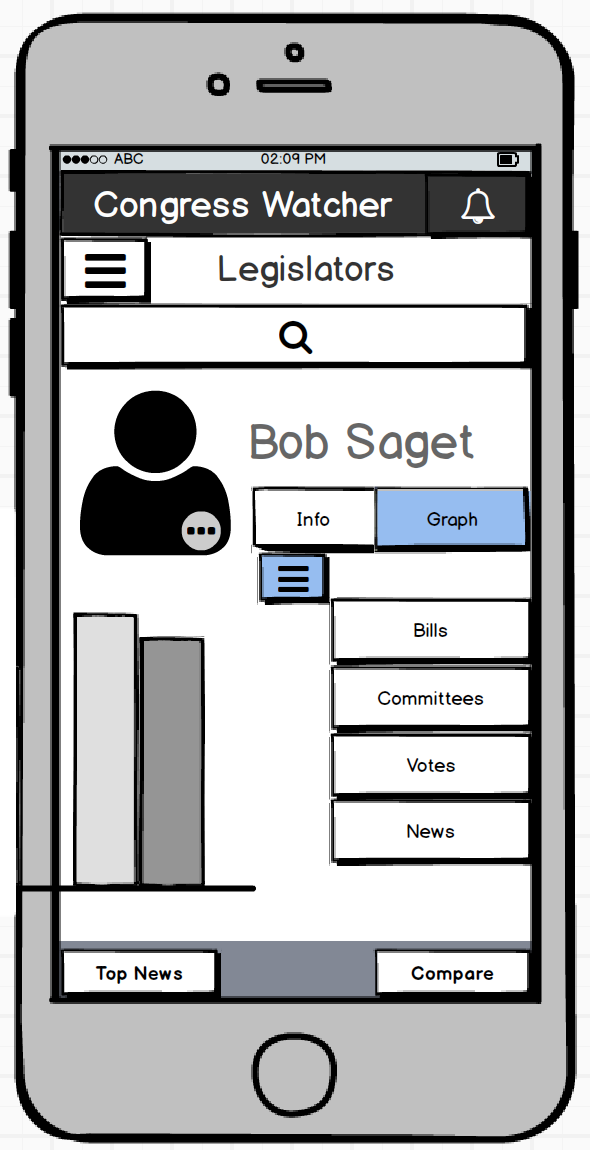 ABC 02:09 PM
Congress Watcher
Legislators
Bob Saget
Info Graph
Bills
Committees
Votes
News
Top News Compare